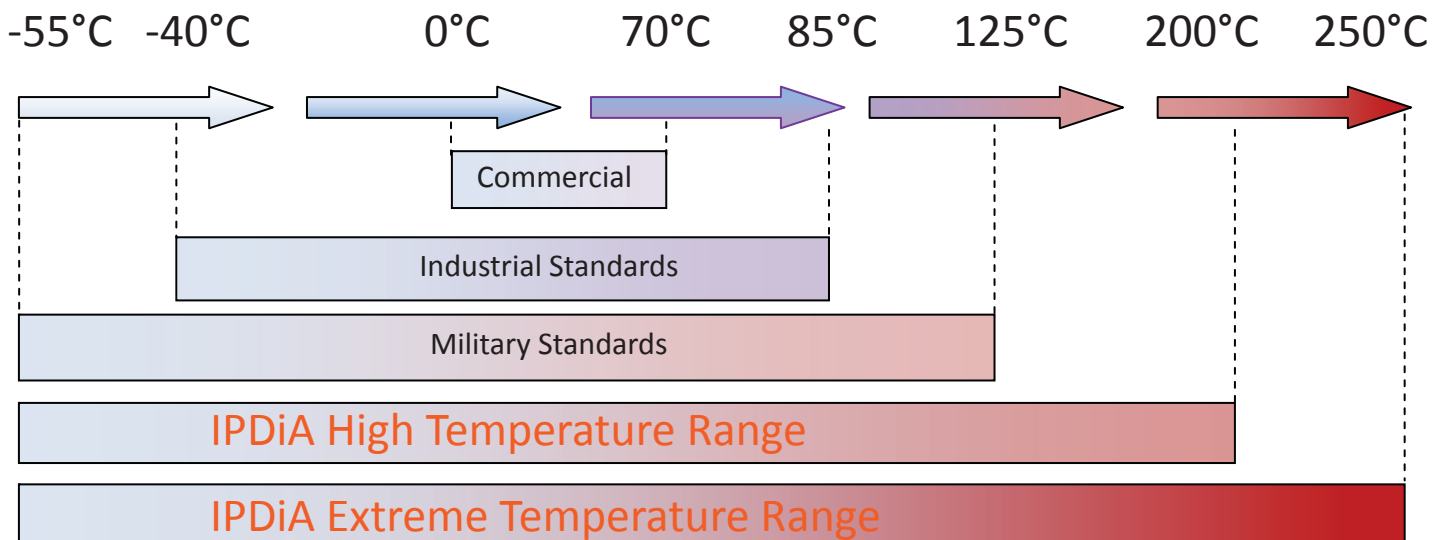 -55°C -40°C 0°C 70°C 85°C 125°C 200°C 250°C
Commercial
Industrial Standards
Military Standards
IPDiA High Temperature Range
IPDiA Extreme Temperature Range